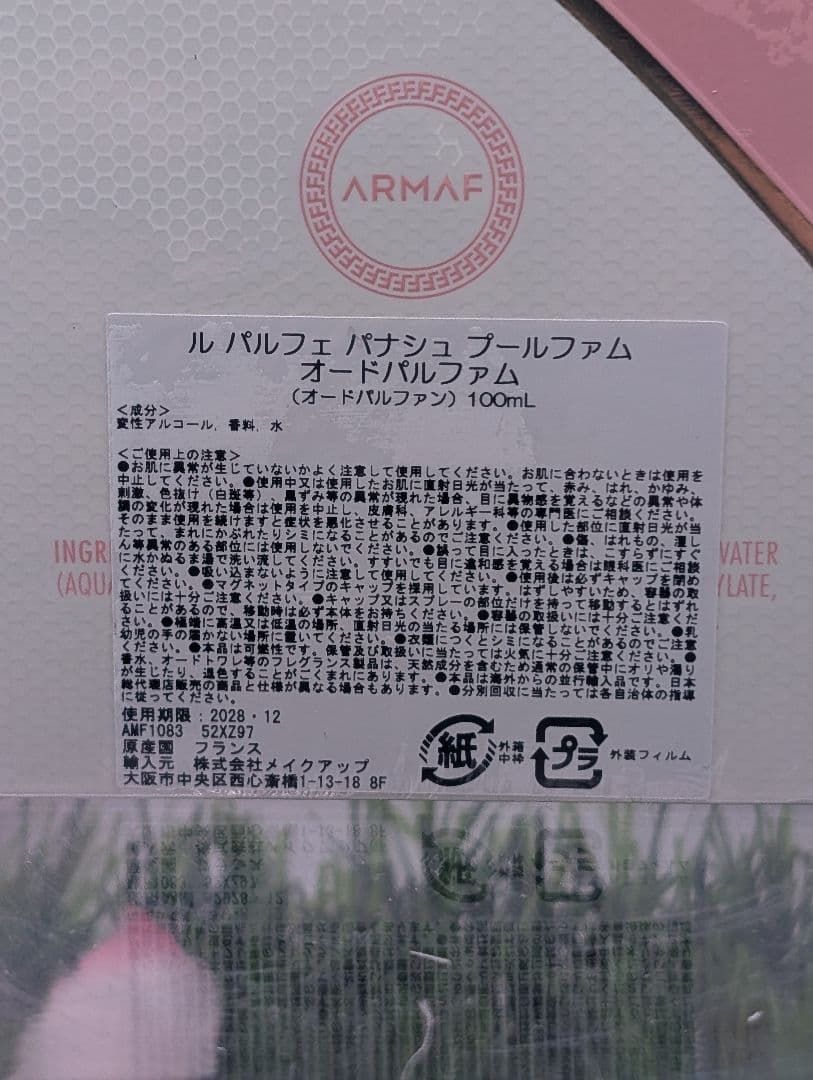 ARMAF
ル パルフェ パナシュ プールファム
オードパルファム
（オードパルファン）100mL
＜成分＞
変性アルコール、香料、水
＜ご使用上の注意＞
●お肌に異常が生じていないかよく注意して使用してください。お肌に合わないときは使用を
中止してください。●使用中又は使用したお肌に直射日光が当たって、赤み、はれ、かゆみ、
刺激、色抜け（白斑等）、黒ずみ等の異常が現れた場合、目に異物感を覚えるなどの異常や体
調の変化が現れた場合は使用を中止し、皮膚科、アレルギー科等の専門医にご相談ください。
そのまま使用を続けますと症状を悪化させることがあります。●使用した部位に直射日光が当
たって、まれにかぶれたりシミになることがあるのでご注意ください。●傷、はれもの、湿し
ん等異常のある部位には使用しないでください。●誤って目に入ったときは、こすらずにすぐ
に水かぬるま湯で洗い流してください。すすいでも目に違和感を覚える場合は眼科医にご相談
ください。●吸い込まないように注意して使用してください。●使用後は必ずキャップを閉め
てください。●マグネットタイプのキャップを採用しています。はずしやすいため、容器の取
扱いには十分ご注意ください。●キャップ又はスプレーの部位だけを持って移動するとはずれ
ることがあるので、移動時は必ず本体をお持ちください。●容器の取扱いには十分ご注意くださ
い。●極端に高温又は低温の場所、直射日光の当たる場所には保管しないでください。●乳
幼児の手の届かない場所に置いてください。●衣類につくとシミになることがあるのでご注意
ください。●本品は可燃性です。保管及び取扱いに当たっては火気に十分ご注意ください。●
香水、オードトワレ等のフレグランス製品は、天然成分を含むため通常の保管中にオリや濁り
が生じたり、退色することがごくまれにあります。●本品は海外からの並行輸入品です。日本
総代理店販売の商品と仕様が異なる場合もあります。●分別回収に当たっては各自治体の指導
に従ってください。
INGR
WATER
(AQUA
YLATE,
使用期限：2028・12
AMF1083 52XZ97
原産国 フランス
輸入元 株式会社メイクアップ
大阪市中央区西心斎橋1-13-18 8F
紙 外箱
中枠
プラ 外装フィルム